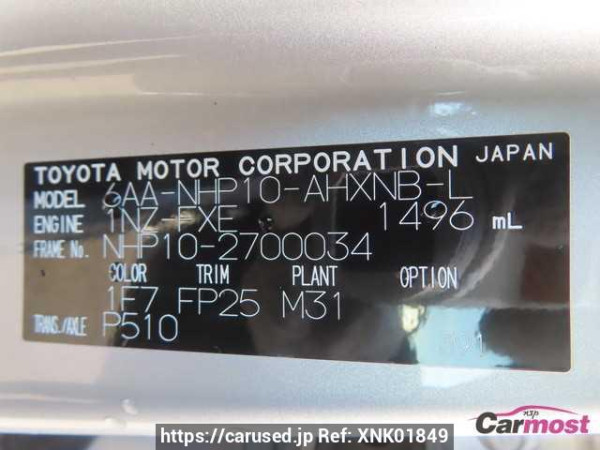 TOYOTA MOTOR CORPORATION JAPAN
MODEL 6AA-NHP10-AHXNB-L
ENGINE 1NZ-FXE 1496 mL
FRAME No. NHP10-2700034
COLOR TRIM PLANT OPTION
1F7 FP25 M31
TRANS./AXLE P510
Carmost
https://carused.jp Ref: XNK01849